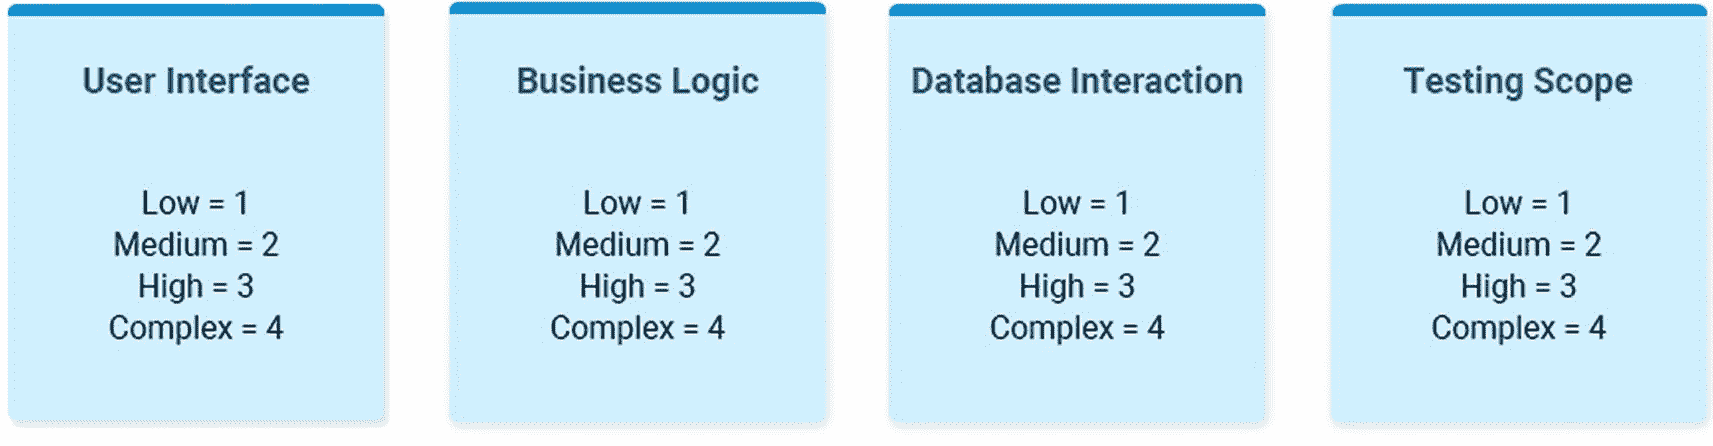 User Interface
Low = 1
Medium = 2
High = 3
Complex = 4
Business Logic
Low = 1
Medium = 2
High = 3
Complex = 4
Database Interaction
Low = 1
Medium = 2
High = 3
Complex = 4
Testing Scope
Low = 1
Medium = 2
High = 3
Complex = 4